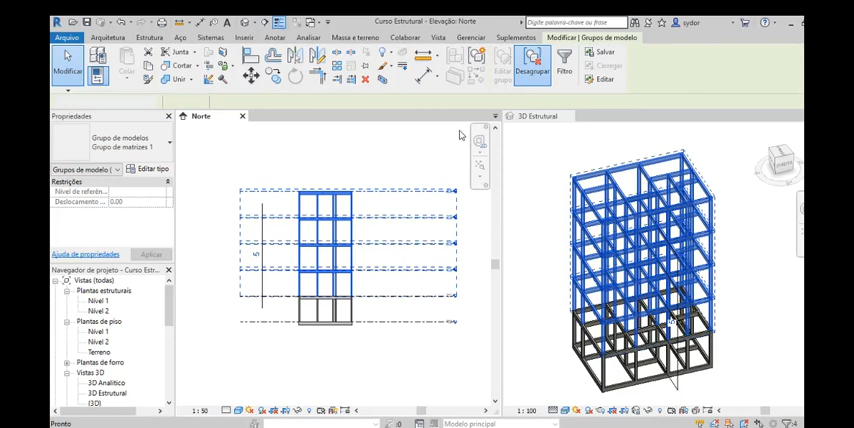 Curso Estrutural - Elevação: Norte
Digite palavra-chave ou frase
sydor
Arquivo Arquitetura Estrutura Aço Sistemas Inserir Anotar Analisar Massa e terreno Colaborar Vista Gerenciar Suplementos Modificar | Grupos de modelo
Modificar
Colar
Junta
Cortar
Unir
Editar grupo
Desagrupar
Filtro
Salvar
Carregar
Editar
Propriedades
Grupo de modelos
Grupo de matrizes 1
Grupos de modelo (
Editar tipo
Restrições
Nível de referên...
Deslocamento ... 0.00
Ajuda de propriedades
Aplicar
Navegador de projeto - Curso Estr...
Vistas (todas)
Plantas estruturais
Nível 1
Nível 2
Plantas de piso
Nível 1
Nível 2
Terreno
Plantas de forro
Vistas 3D
3D Analítico
3D Estrutural
{3D}
Norte
5
1 : 50
3D Estrutural
1 : 100
Pronto
:0
Modelo principal
:4